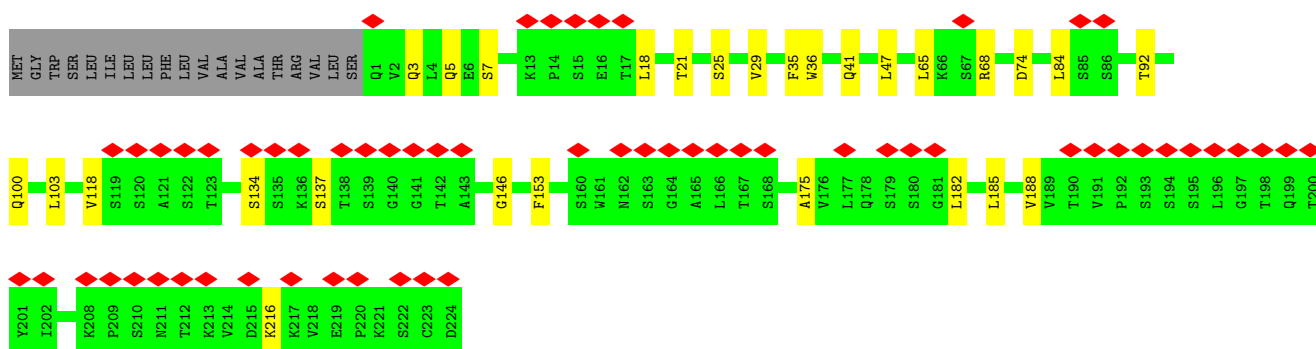 MET GLY TRP SER LEU ILE LEU LEU PHE LEU VAL ALA VAL ALA THR ARG VAL LEU SER Q1 V2 Q3 L4 Q5 E6 S7 K13 P14 S15 E16 T17 L18 T21 S25 V29 F35 W36 Q41 L47 L65 K66 S67 R68 D74 L84 S85 S86 T92
Q100 L103 V118 S119 S120 A121 S122 T123 S134 S135 K136 S137 T138 S139 G140 G141 T142 A143 G146 F153 S160 W161 N162 S163 G164 A165 L166 T167 S168 A175 V176 L177 Q178 S179 S180 G181 L182 L185 V188 V189 T190 V191 P192 S193 S194 S195 L196 G197 T198 Q199 T200
Y201 I202 K208 P209 S210 N211 T212 K213 V214 D215 K216 K217 V218 E219 P220 K221 S222 C223 D224